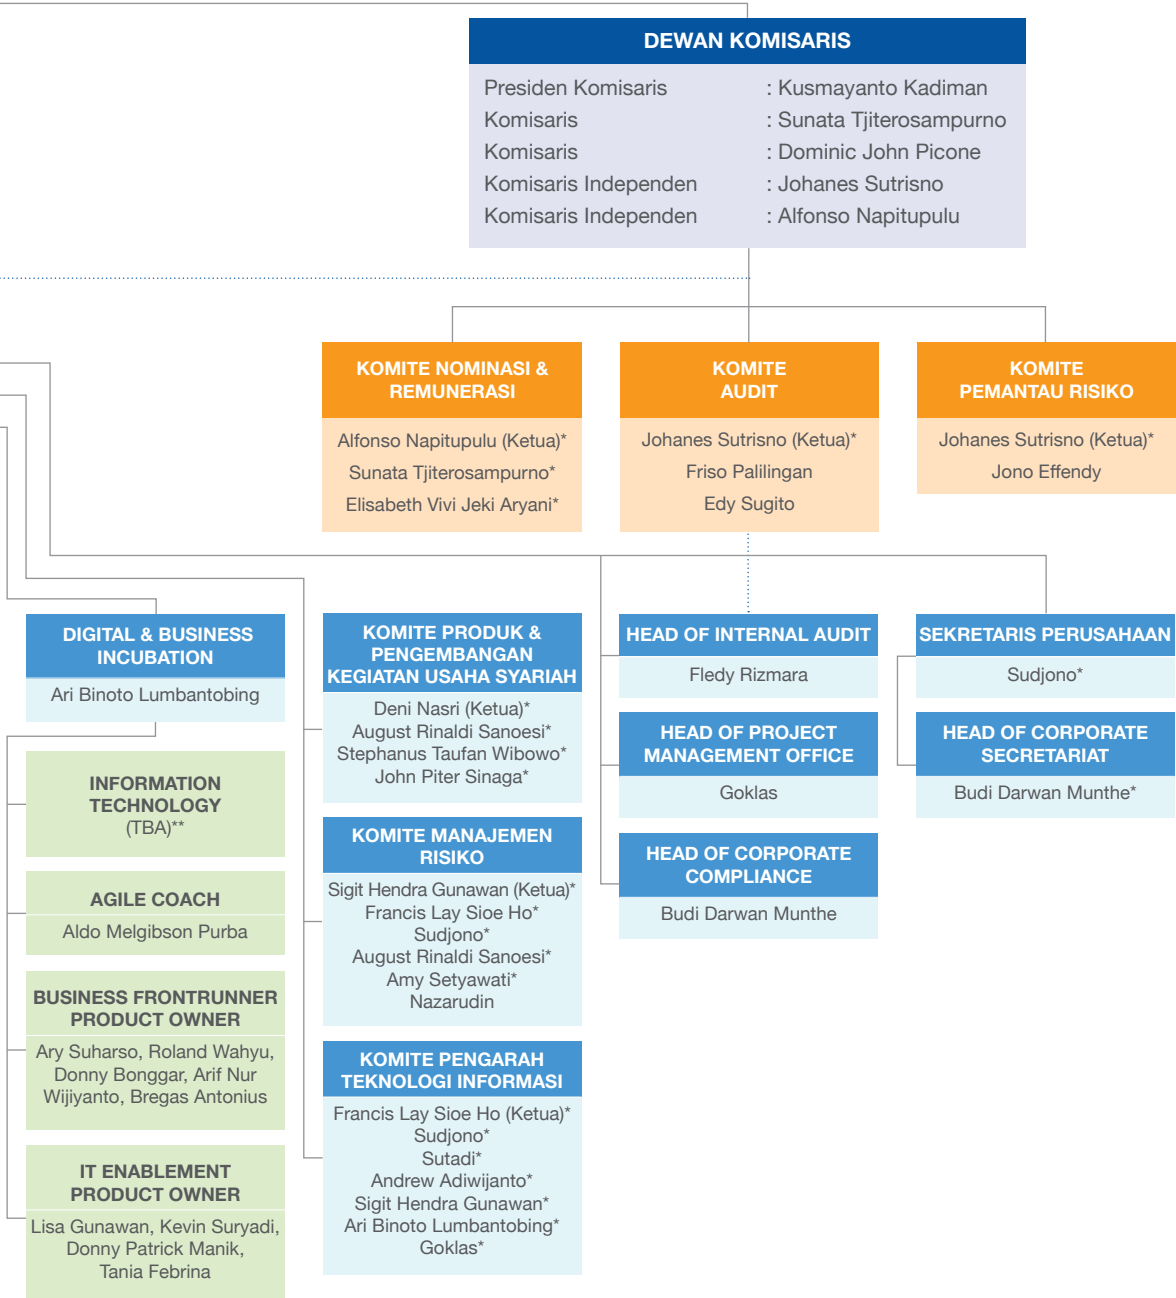 DEWAN KOMISARIS
Presiden Komisaris : Kusmayanto Kadiman
Komisaris : Sunata Tjiterosampurno
Komisaris : Dominic John Picone
Komisaris Independen : Johanes Sutrisno
Komisaris Independen : Alfonso Napitupulu
KOMITE NOMINASI &
REMUNERASI
Alfonso Napitupulu (Ketua)*
Sunata Tjiterosampurno*
Elisabeth Vivi Jeki Aryani*
KOMITE
AUDIT
Johanes Sutrisno (Ketua)*
Friso Palilingan
Edy Sugito
KOMITE
PEMANTAU RISIKO
Johanes Sutrisno (Ketua)*
Jono Effendy
DIGITAL & BUSINESS
INCUBATION
Ari Binoto Lumbantobing
INFORMATION
TECHNOLOGY
(TBA)**
AGILE COACH
Aldo Melgibson Purba
BUSINESS FRONTRUNNER
PRODUCT OWNER
Ary Suharso, Roland Wahyu,
Donny Bonggar, Arif Nur
Wijiyanto, Bregas Antonius
IT ENABLEMENT
PRODUCT OWNER
Lisa Gunawan, Kevin Suryadi,
Donny Patrick Manik,
Tania Febrina
KOMITE PRODUK &
PENGEMBANGAN
KEGIATAN USAHA SYARIAH
Deni Nasri (Ketua)*
August Rinaldi Sanoesi*
Stephanus Taufan Wibowo*
John Piter Sinaga*
KOMITE MANAJEMEN
RISIKO
Sigit Hendra Gunawan (Ketua)*
Francis Lay Sioe Ho*
Sudjono*
August Rinaldi Sanoesi*
Amy Setyawati*
Nazarudin
KOMITE PENGARAH
TEKNOLOGI INFORMASI
Francis Lay Sioe Ho (Ketua)*
Sudjono*
Sutadi*
Andrew Adiwijanto*
Sigit Hendra Gunawan*
Ari Binoto Lumbantobing*
Goklas*
HEAD OF INTERNAL AUDIT
Fledy Rizmara
HEAD OF PROJECT
MANAGEMENT OFFICE
Goklas
HEAD OF CORPORATE
COMPLIANCE
Budi Darwan Munthe
SEKRETARIS PERUSAHAAN
Sudjono*
HEAD OF CORPORATE
SECRETARIAT
Budi Darwan Munthe*